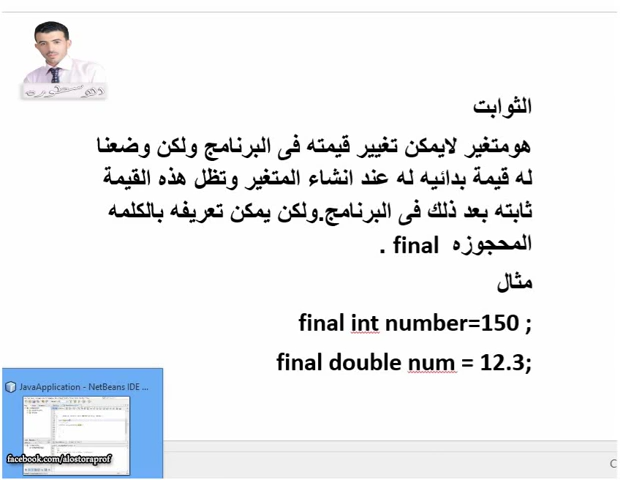 الثوابت
هومتغير لايمكن تغيير قيمته فى البرنامج ولكن وضعنا
له قيمة بدائيه له عند انشاء المتغير وتظل هذه القيمة
ثابته بعد ذلك فى البرنامج.ولكن يمكن تعريفه بالكلمه
المحجوزه final .
مثال
final int number=150 ;
final double num = 12.3;
JavaApplication - NetBeans IDE ...
facebook.com/alostoraprof